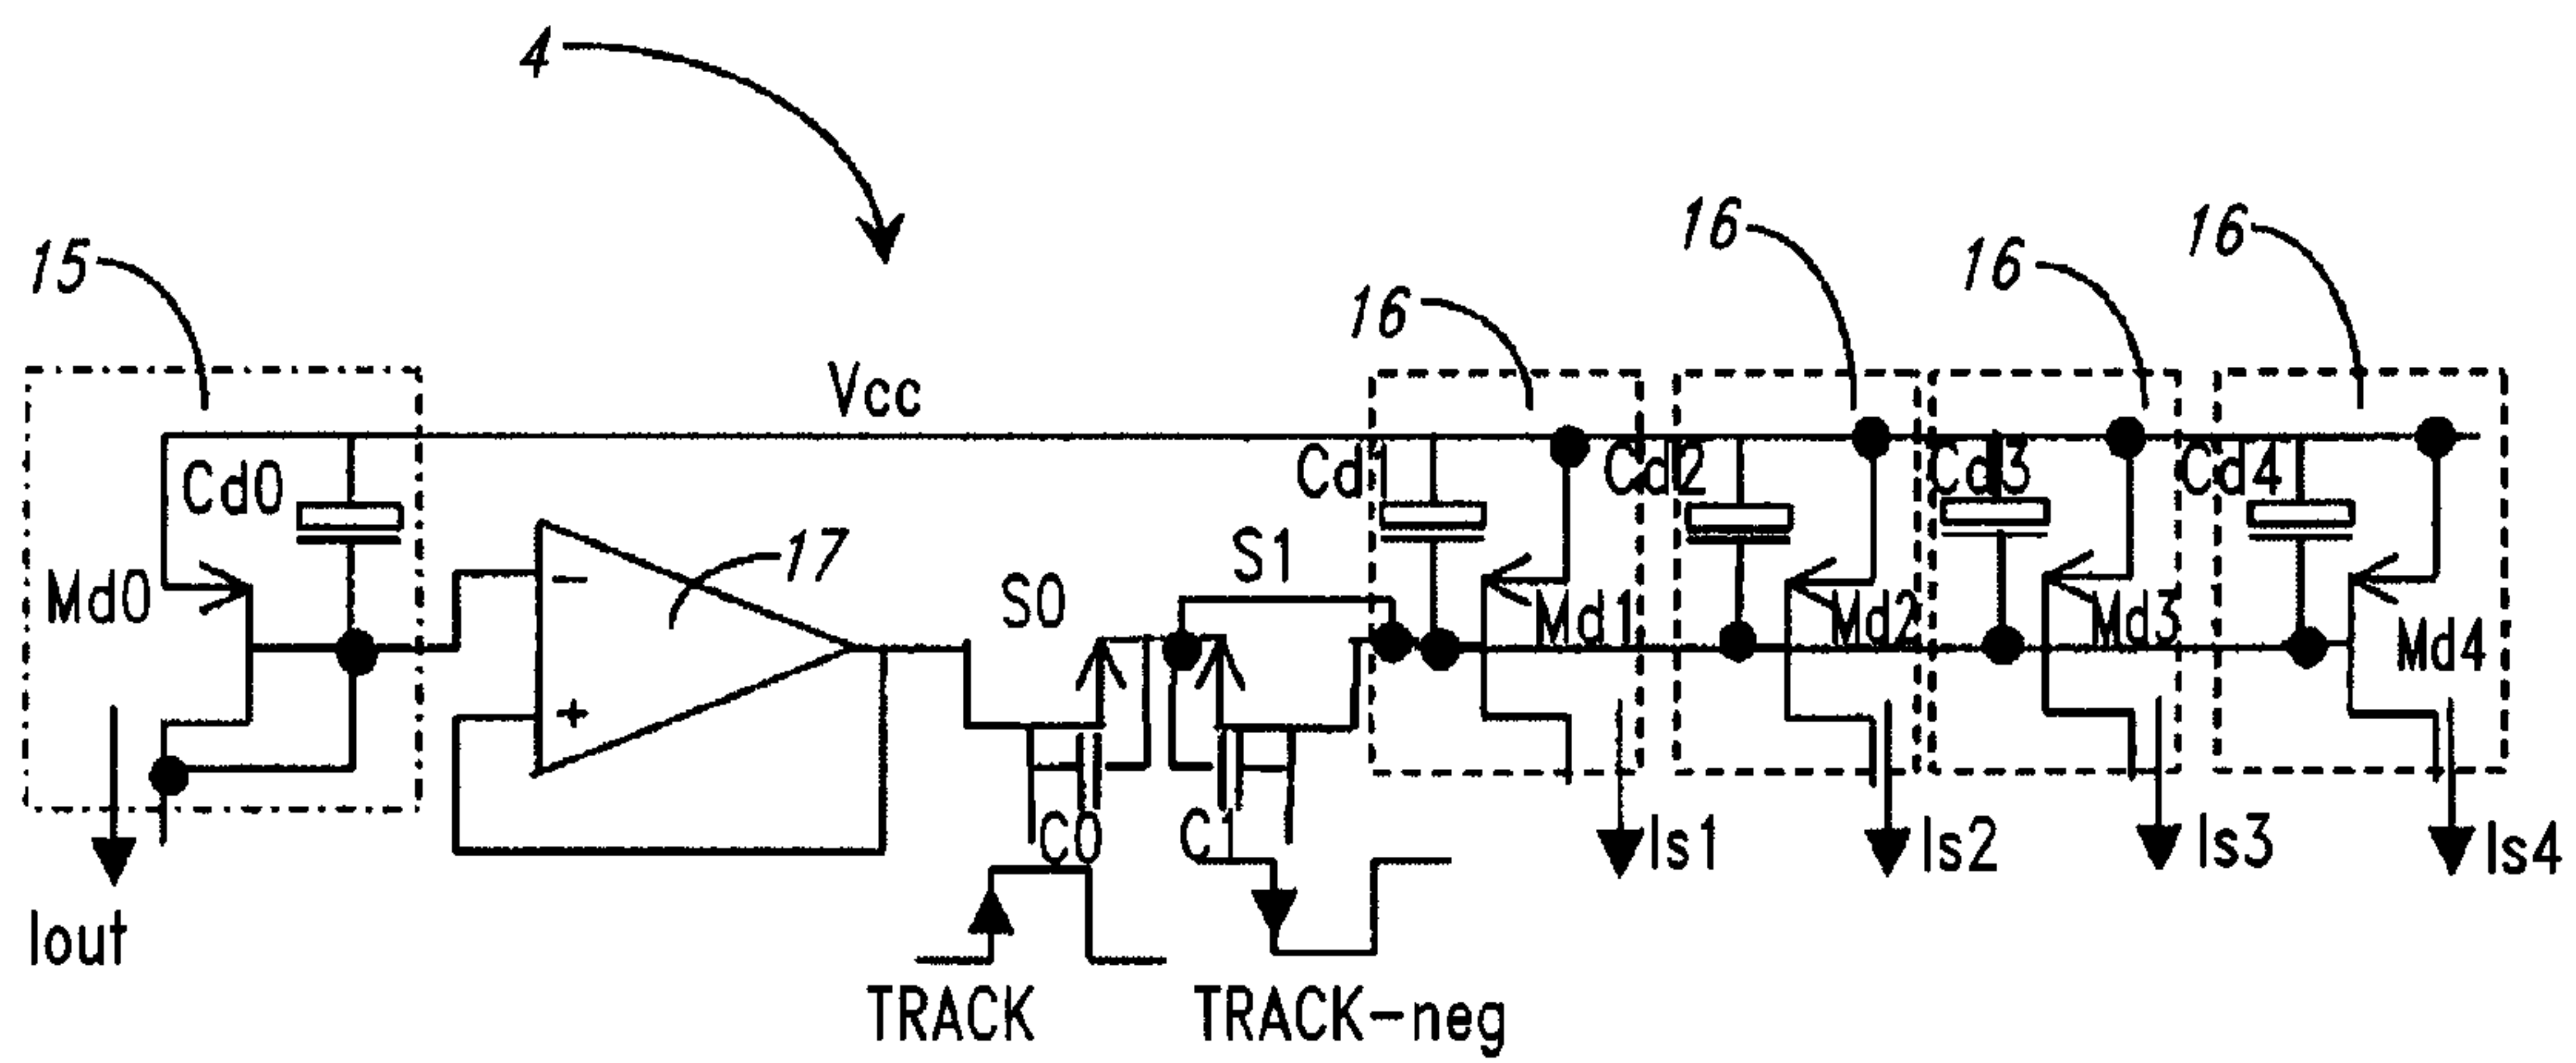 4
15
16
16
16
16
Vcc
Cd0
Cd1
Cd2
Cd3
Cd4
Md0
−
+
17
S0
S1
Md1
Md2
Md3
Md4
C0
C1
Iout
Is1
Is2
Is3
Is4
TRACK
TRACK-neg